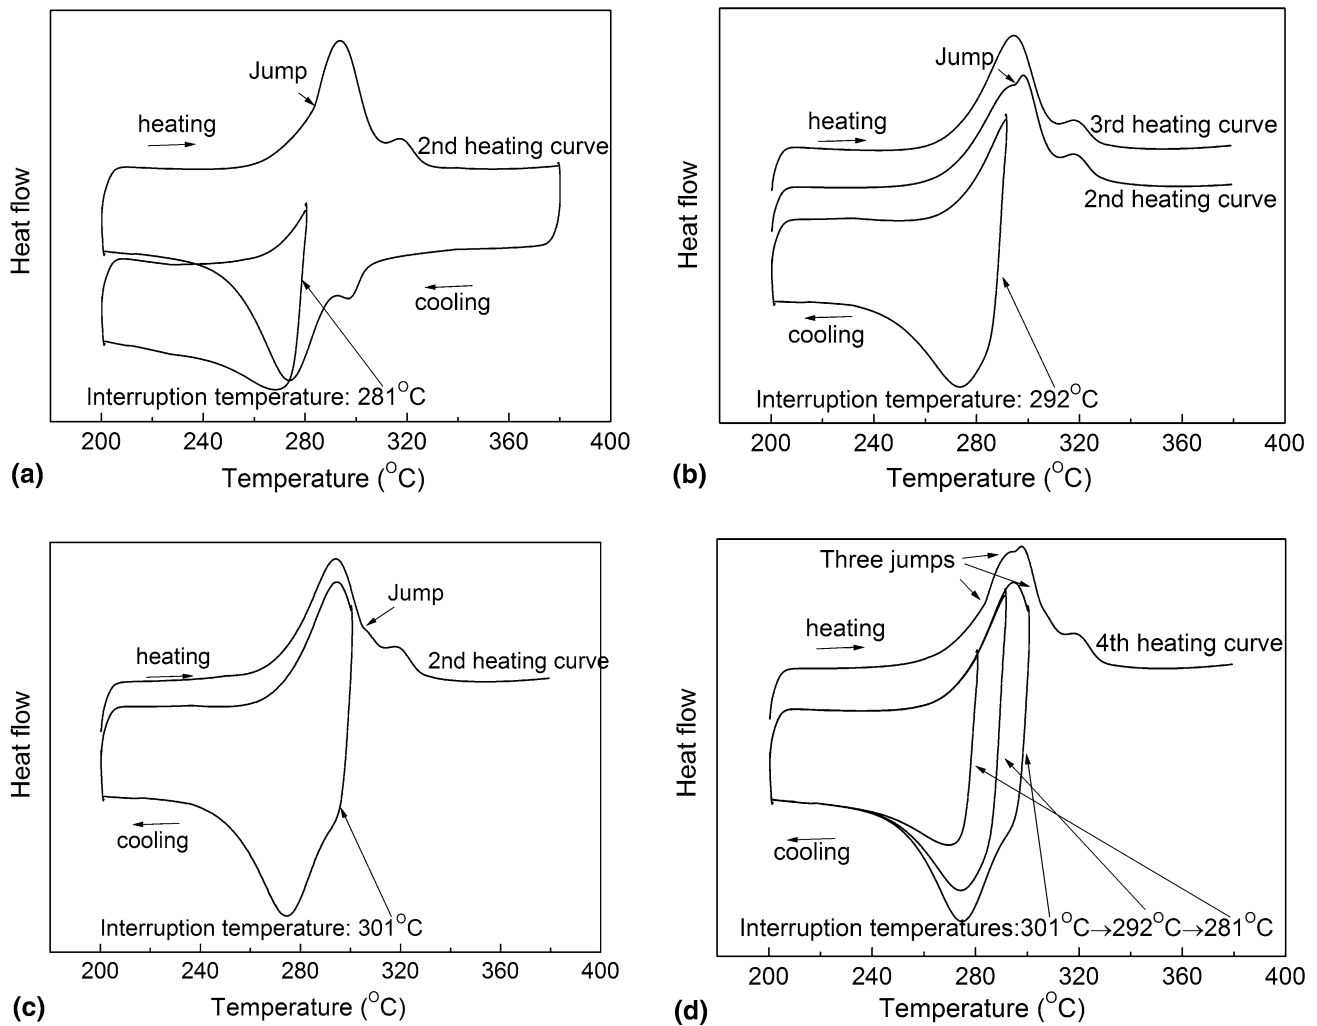 Jump
heating
2nd heating curve
cooling
Interruption temperature: 281°C
Heat flow
200 240 280 320 360 400
Temperature (°C)
(a)
Jump
heating
3rd heating curve
2nd heating curve
cooling
Interruption temperature: 292°C
Heat flow
200 240 280 320 360 400
Temperature (°C)
(b)
Jump
heating
2nd heating curve
cooling
Interruption temperature: 301°C
Heat flow
200 240 280 320 360 400
Temperature (°C)
(c)
Three jumps
heating
4th heating curve
cooling
Interruption temperatures:301°C→292°C→281°C
Heat flow
200 240 280 320 360 400
Temperature (°C)
(d)